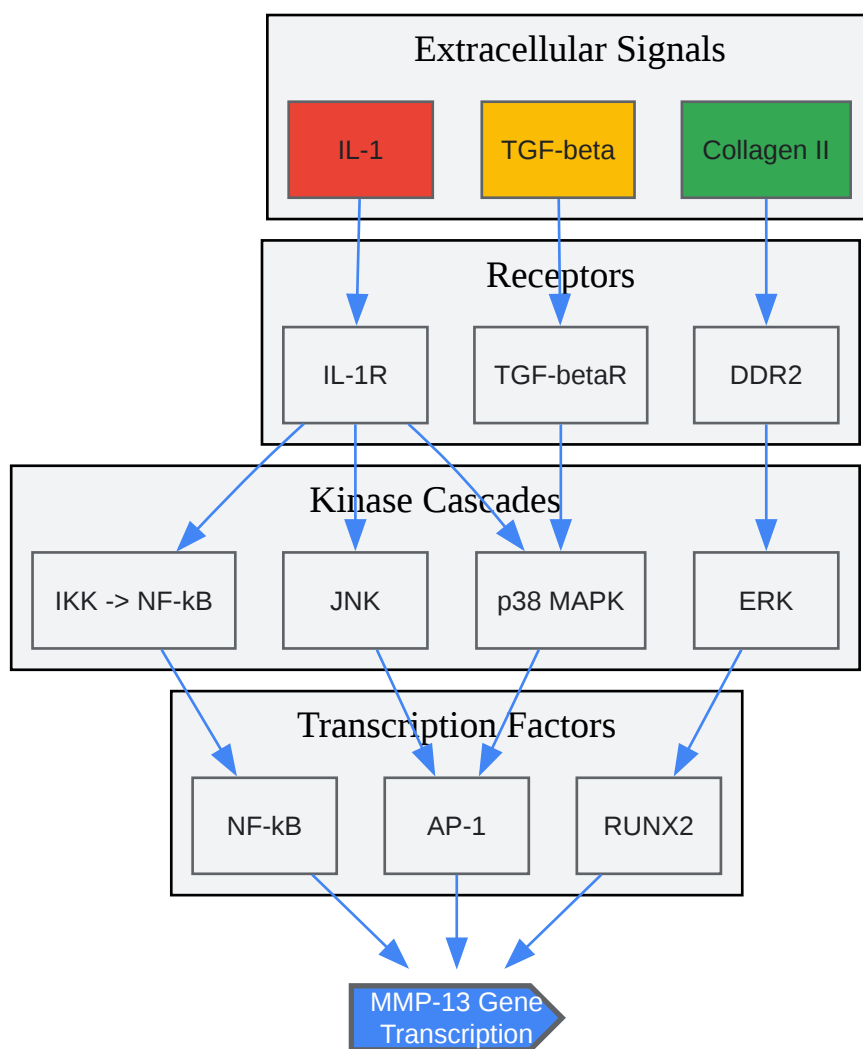 Extracellular Signals
IL-1
TGF-beta
Collagen II
Receptors
IL-1R
TGF-betaR
DDR2
Kinase Cascades
IKK -> NF-kB
JNK
p38 MAPK
ERK
Transcription Factors
NF-kB
AP-1
RUNX2
MMP-13 Gene
Transcription